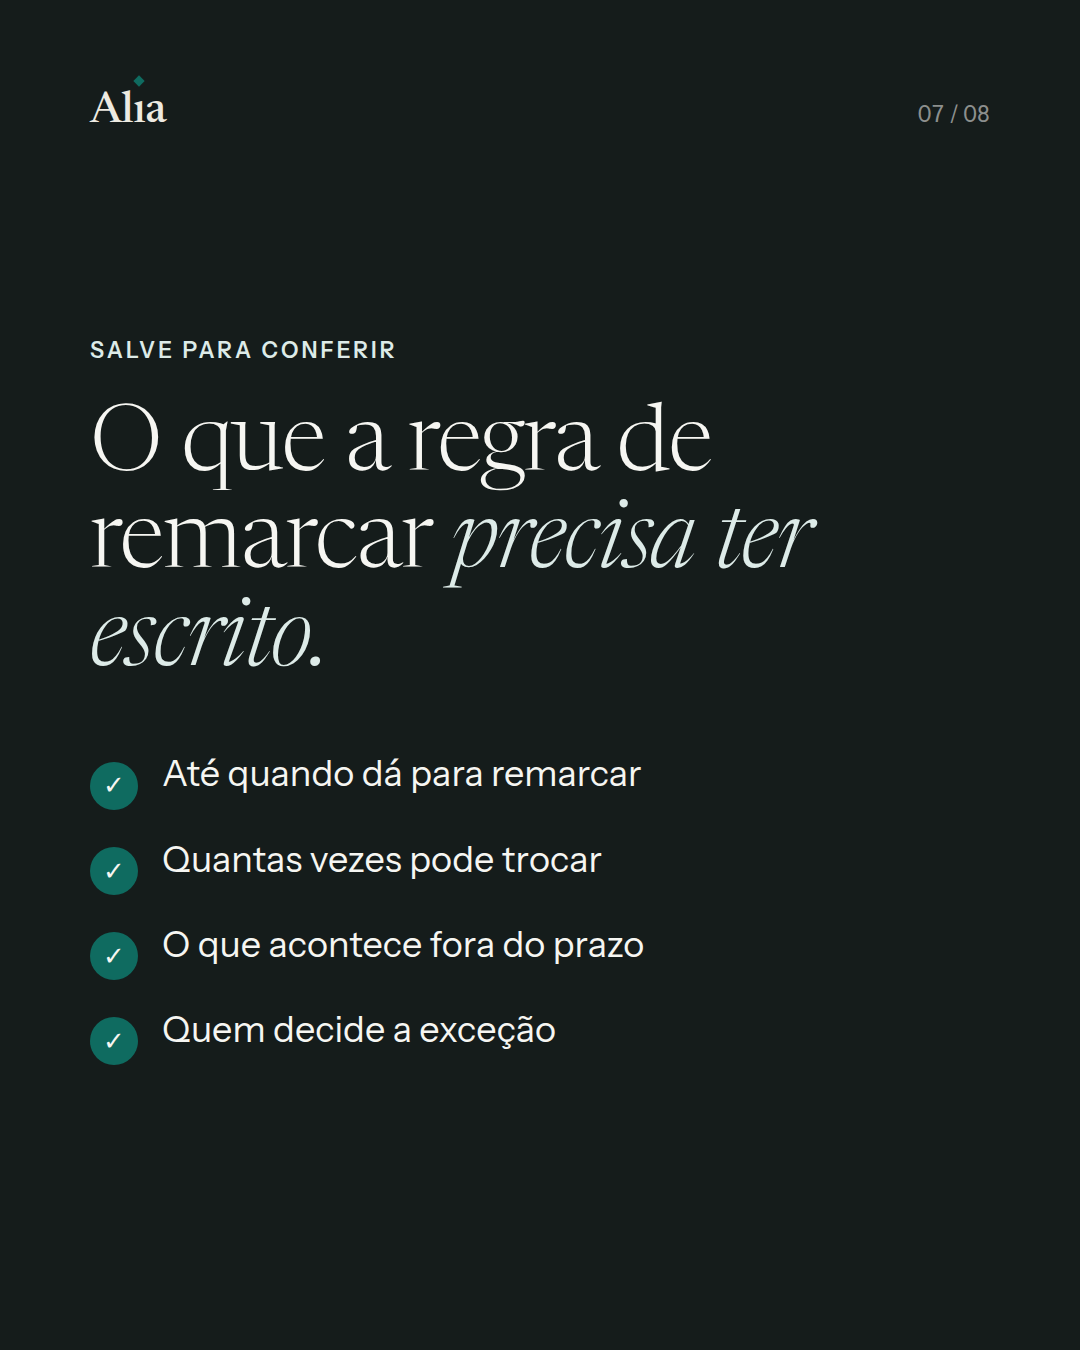 Alia
07 / 08
SALVE PARA CONFERIR
O que a regra de
remarcar precisa ter
escrito.
✓ Até quando dá para remarcar
✓ Quantas vezes pode trocar
✓ O que acontece fora do prazo
✓ Quem decide a exceção